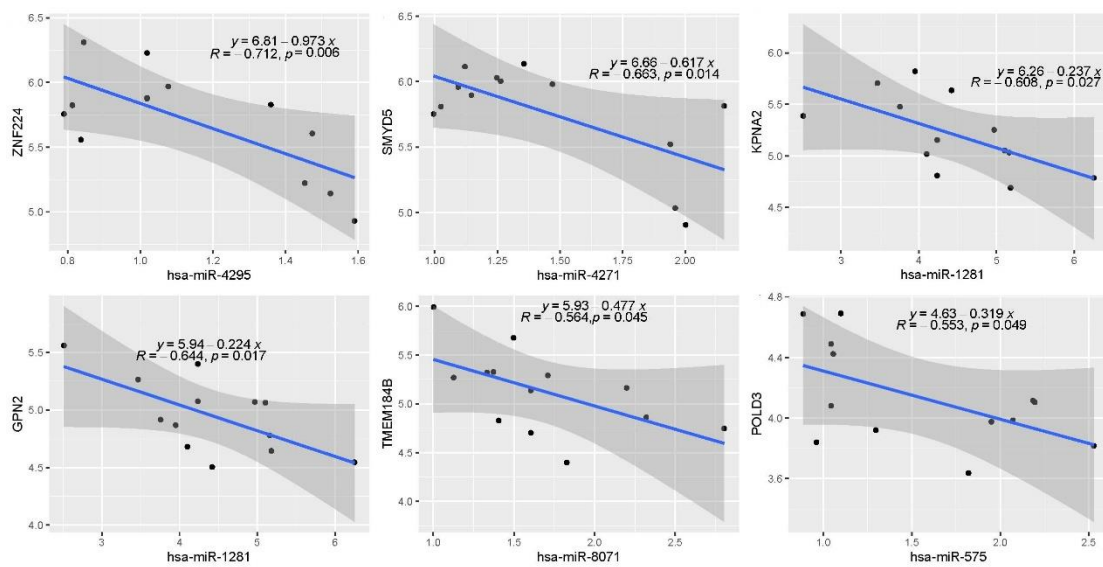 6.5
y = 6.81 − 0.973 x
R = −0.712, p = 0.006
6.0
ZNF224
5.5
5.0
0.8 1.0 1.2 1.4 1.6
hsa-miR-4295
6.5
y = 6.66 − 0.617 x
R = −0.663, p = 0.014
6.0
SMYD5
5.5
5.0
1.00 1.25 1.50 1.75 2.00
hsa-miR-4271
6.0
y = 6.26 − 0.237 x
R = −0.608, p = 0.027
5.5
KPNA2
5.0
4.5
3 4 5 6
hsa-miR-1281
y = 5.94 − 0.224 x
R = −0.644, p = 0.017
5.5
GPN2
5.0
4.5
4.0
3 4 5 6
hsa-miR-1281
6.0
y = 5.93 − 0.477 x
R = −0.564, p = 0.045
5.5
TMEM184B
5.0
4.5
4.0
1.0 1.5 2.0 2.5
hsa-miR-8071
4.8
y = 4.63 − 0.319 x
R = −0.553, p = 0.049
4.4
POLD3
4.0
3.6
1.0 1.5 2.0 2.5
hsa-miR-575